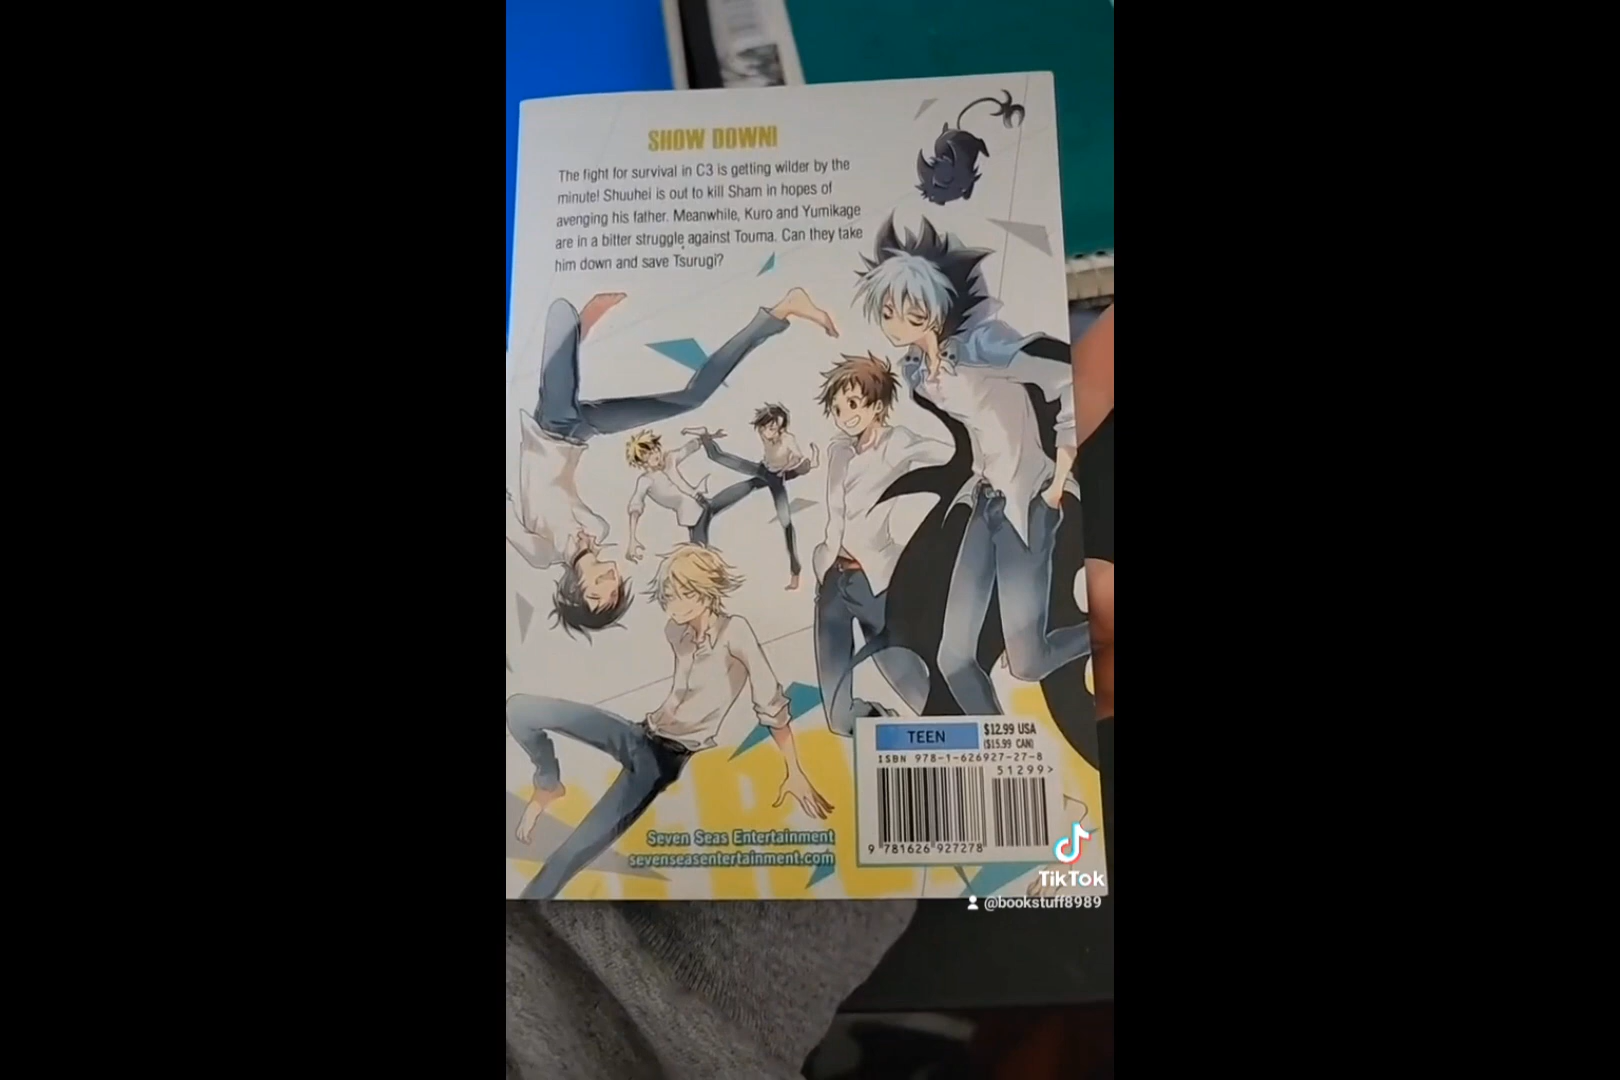 SHOW DOWN!
The fight for survival in C3 is getting wilder by the
minute! Shuuhei is out to kill Sham in hopes of
avenging his father. Meanwhile, Kuro and Yumikage
are in a bitter struggle against Touma. Can they take
him down and save Tsurugi?
TEEN
$12.99 USA
($15.99 CAN)
ISBN 978-1-626927-27-8
51299>
9 781626 927278
Seven Seas Entertainment
sevenseasentertainment.com
TikTok
@bookstuff8989